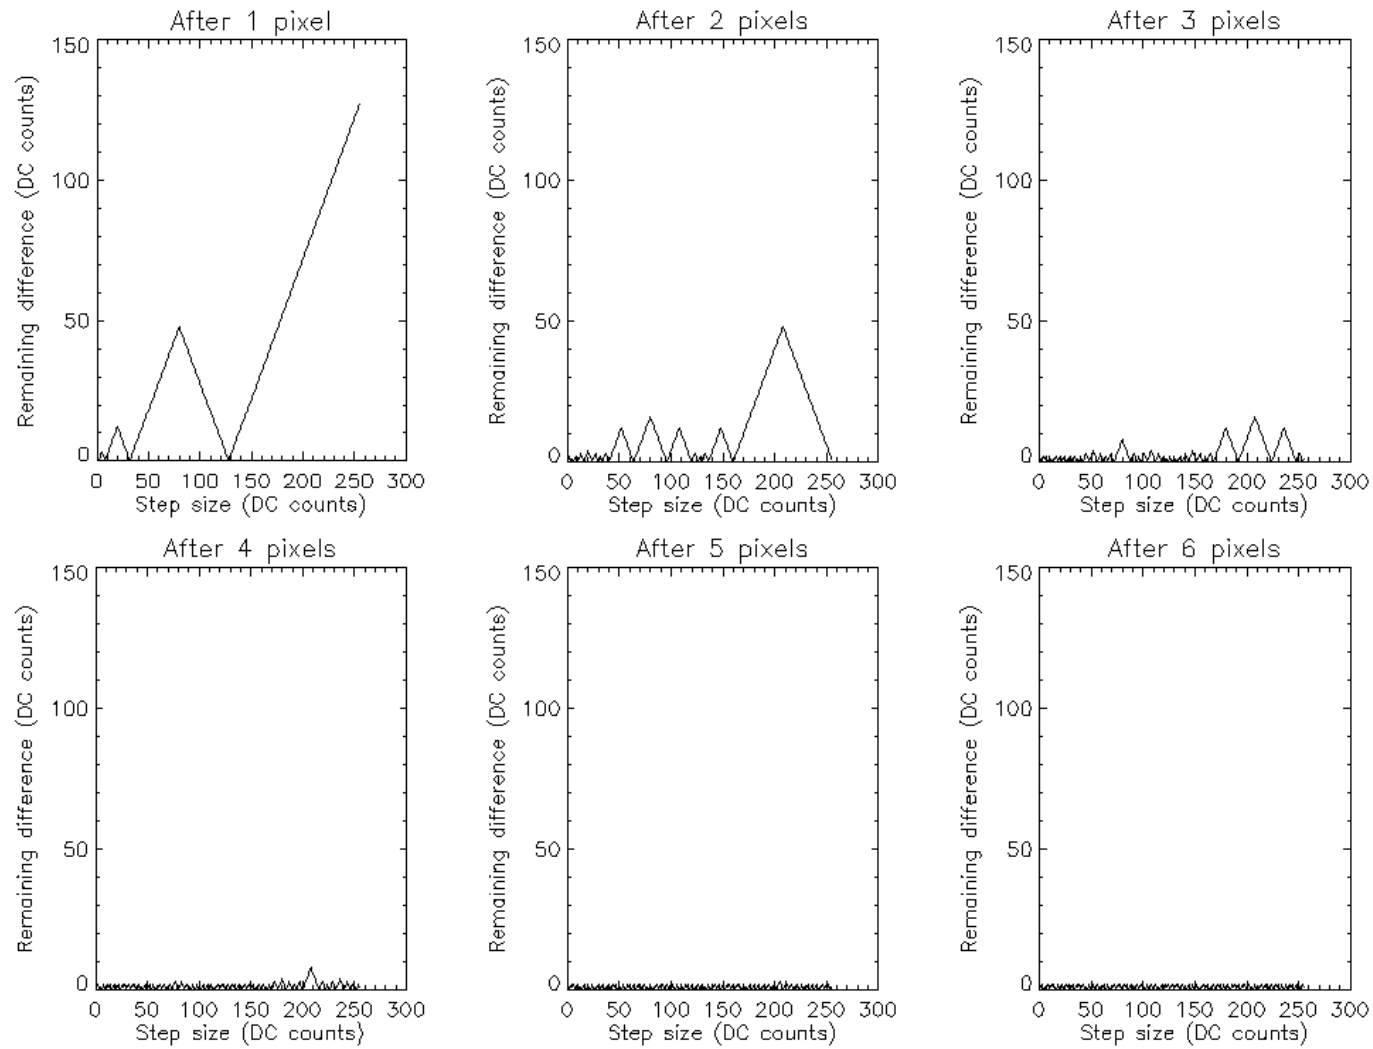 After 1 pixel
150
100
50
0
Remaining difference (DC counts)
0 50 100 150 200 250 300
Step size (DC counts)
After 2 pixels
150
100
50
0
Remaining difference (DC counts)
0 50 100 150 200 250 300
Step size (DC counts)
After 3 pixels
150
100
50
0
Remaining difference (DC counts)
0 50 100 150 200 250 300
Step size (DC counts)
After 4 pixels
150
100
50
0
Remaining difference (DC counts)
0 50 100 150 200 250 300
Step size (DC counts)
After 5 pixels
150
100
50
0
Remaining difference (DC counts)
0 50 100 150 200 250 300
Step size (DC counts)
After 6 pixels
150
100
50
0
Remaining difference (DC counts)
0 50 100 150 200 250 300
Step size (DC counts)